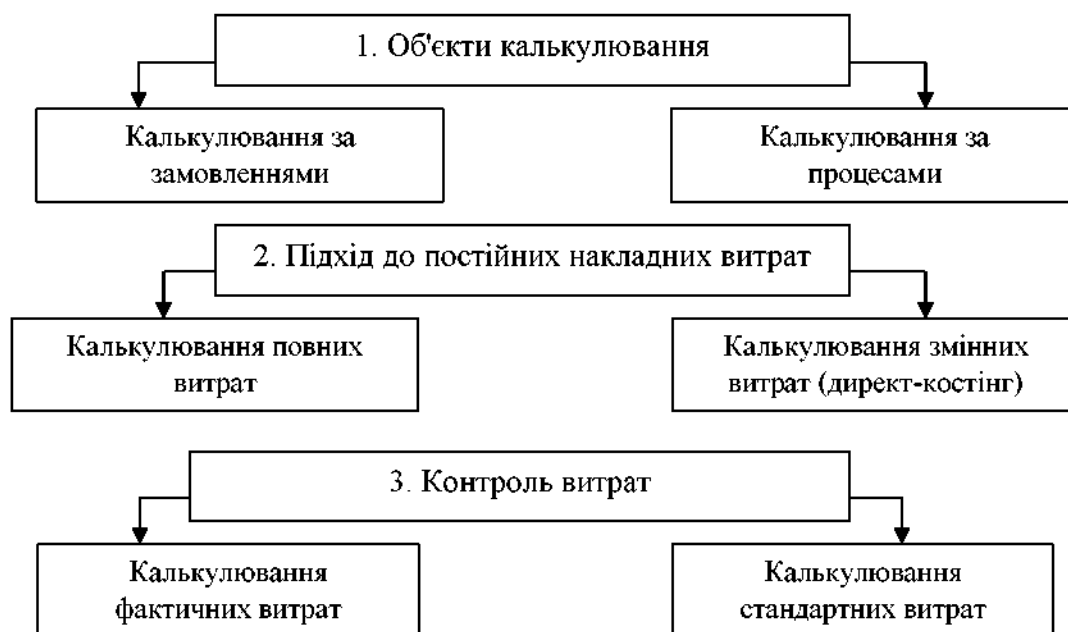 1. Об'єкти калькулювання
Калькулювання за
замовленнями
Калькулювання за
процесами
2. Підхід до постійних накладних витрат
Калькулювання повних
витрат
Калькулювання змінних
витрат (директ-костінг)
3. Контроль витрат
Калькулювання
фактичних витрат
Калькулювання
стандартних витрат